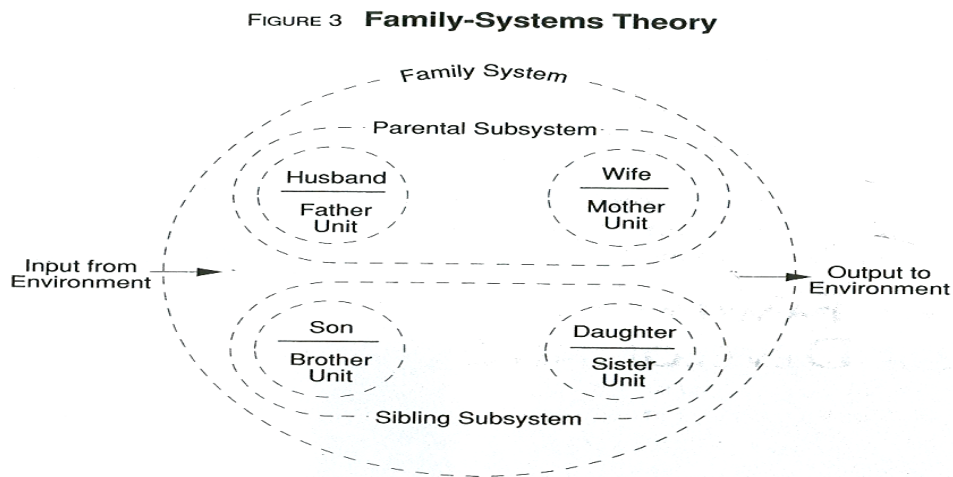 FIGURE 3 Family-Systems Theory
Family System
Parental Subsystem
Husband
Father
Unit
Wife
Mother
Unit
Input from
Environment
Output to
Environment
Son
Brother
Unit
Daughter
Sister
Unit
Sibling Subsystem